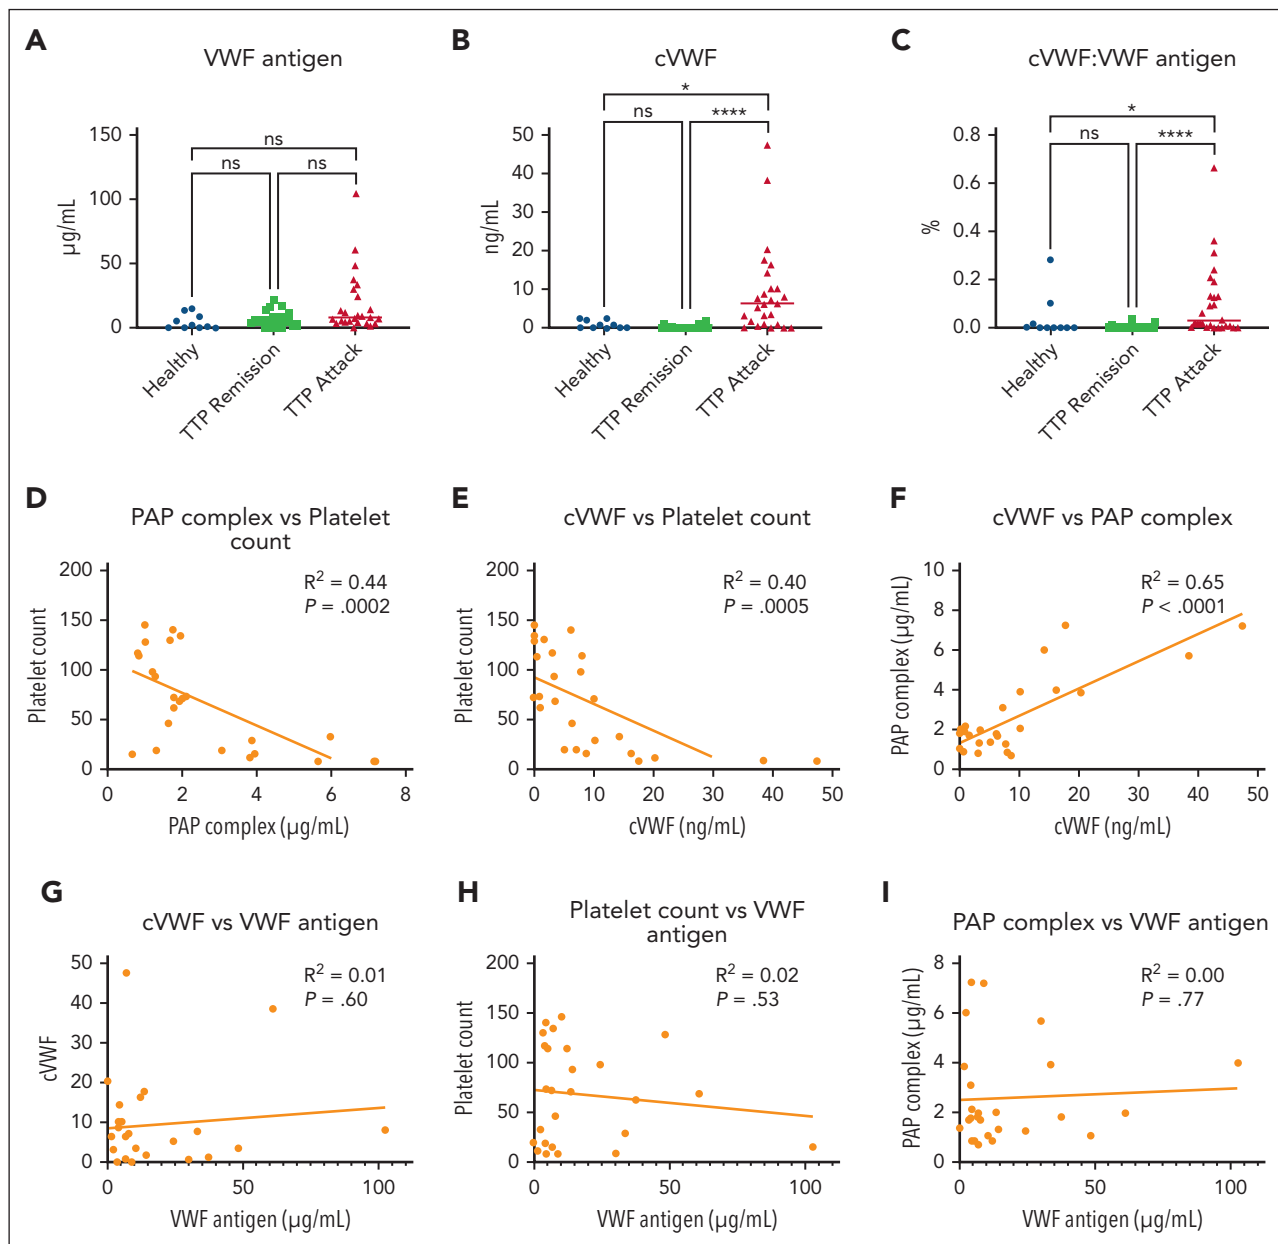 A
VWF antigen
µg/mL
150
100
50
0
ns
ns
ns
Healthy
TTP Remission
TTP Attack
B
cVWF
ng/mL
50
40
30
20
10
0
*
ns
****
Healthy
TTP Remission
TTP Attack
C
cVWF:VWF antigen
%
0.8
0.6
0.4
0.2
0.0
*
ns
****
Healthy
TTP Remission
TTP Attack
D
PAP complex vs Platelet
count
R² = 0.44
P = .0002
Platelet count
200
150
100
50
0
0 2 4 6 8
PAP complex (µg/mL)
E
cVWF vs Platelet count
R² = 0.40
P = .0005
Platelet count
200
150
100
50
0
0 10 20 30 40 50
cVWF (ng/mL)
F
cVWF vs PAP complex
R² = 0.65
P < .0001
PAP complex (µg/mL)
10
8
6
4
2
0
0 10 20 30 40 50
cVWF (ng/mL)
G
cVWF vs VWF antigen
R² = 0.01
P = .60
cVWF
50
40
30
20
10
0
0 50 100
VWF antigen (µg/mL)
H
Platelet count vs VWF
antigen
R² = 0.02
P = .53
Platelet count
200
150
100
50
0
0 50 100
VWF antigen (µg/mL)
I
PAP complex vs VWF antigen
R² = 0.00
P = .77
PAP complex (µg/mL)
8
6
4
2
0
0 50 100
VWF antigen (µg/mL)